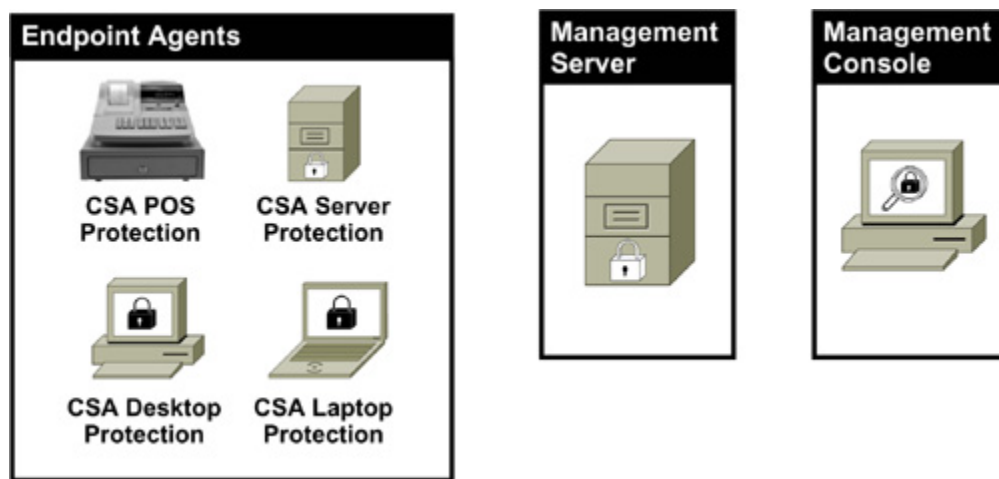 Endpoint Agents
CSA POS
Protection
CSA Server
Protection
CSA Desktop
Protection
CSA Laptop
Protection
Management
Server
Management
Console